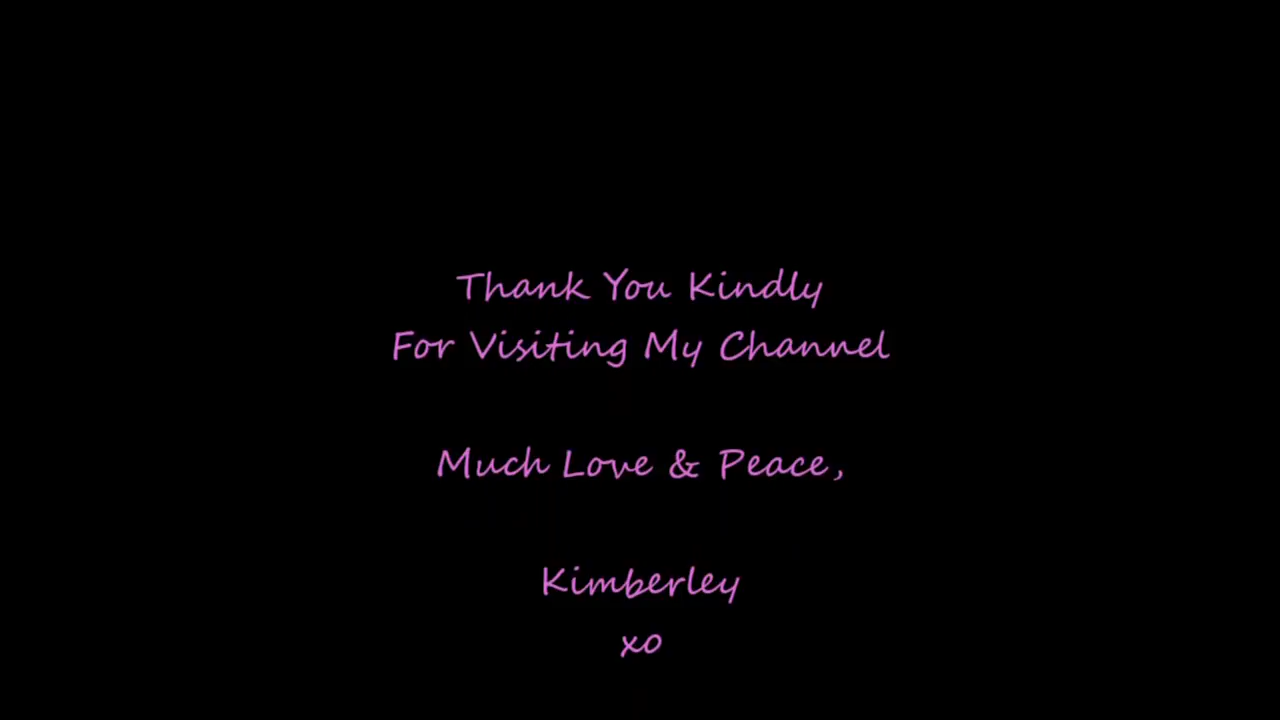 Thank You Kindly
For Visiting My Channel
Much Love & Peace,
Kimberley
xo